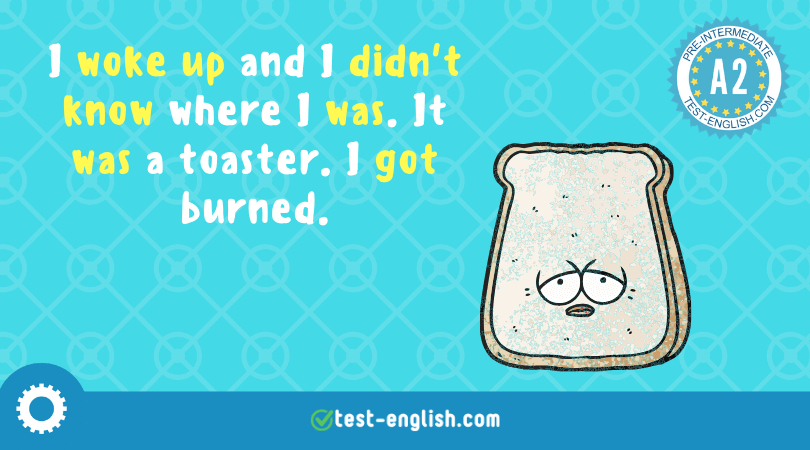 I woke up and I didn't
know where I was. It
was a toaster. I got
burned.
PRE-INTERMEDIATE
A2
TEST-ENGLISH.COM
test-english.com